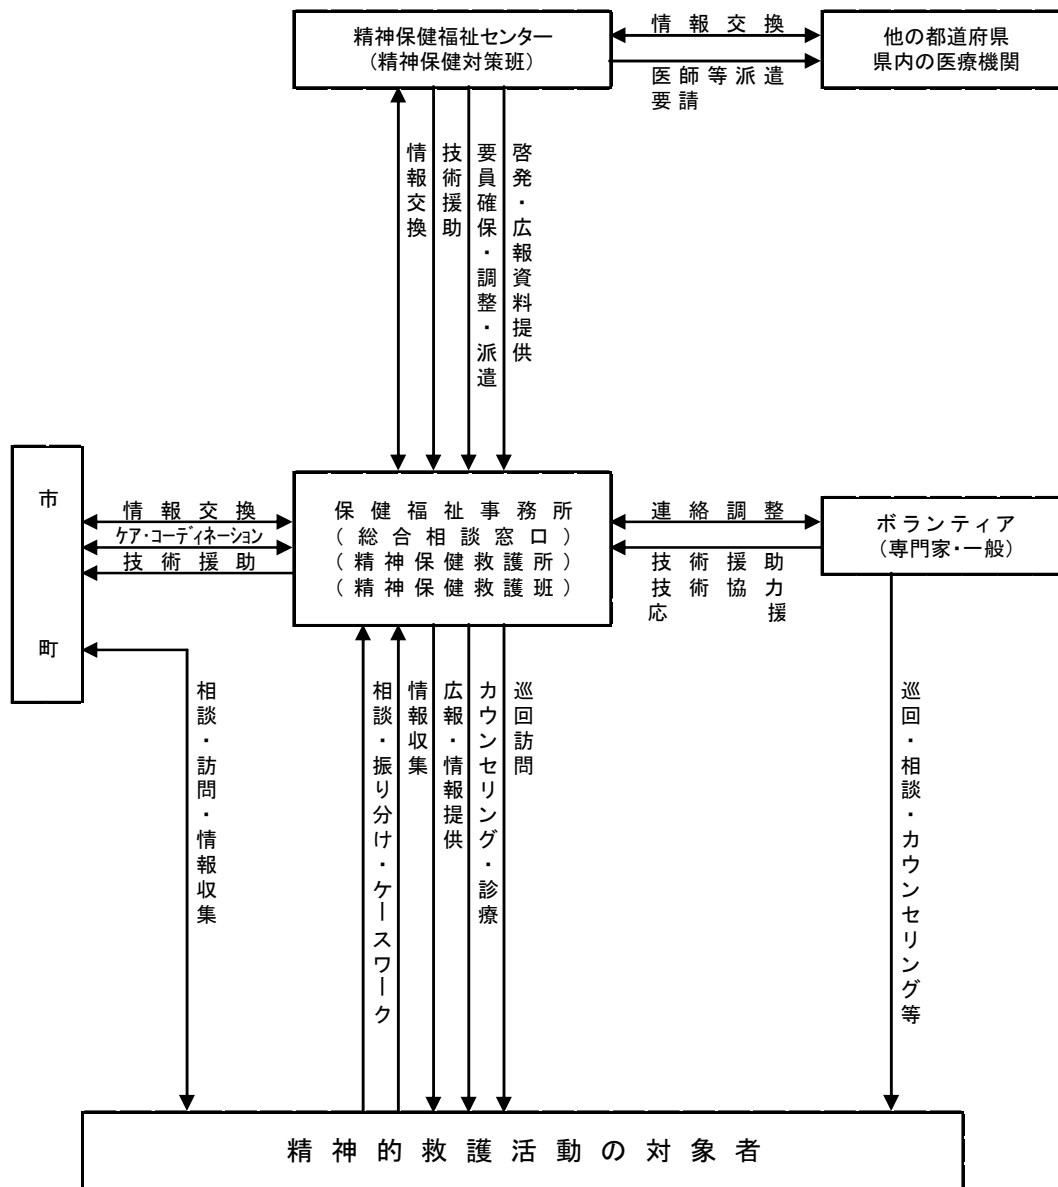 精神保健福祉センター
（精神保健対策班）
情報交換
医師等派遣
要請
他の都道府県
県内の医療機関
情報交換
技術援助
要員確保・調整・派遣
啓発・広報資料提供
市
町
情報交換
ケア・コーディネーション
技術援助
保健福祉事務所
（総合相談窓口）
（精神保健救護所）
（精神保健救護班）
連絡調整
技術援助
技術協力
応援
ボランティア
（専門家・一般）
相談・訪問・情報収集
相談・振り分け・ケースワーク
情報収集
広報・情報提供
カウンセリング・診療
巡回訪問
巡回・相談・カウンセリング等
精神的救護活動の対象者